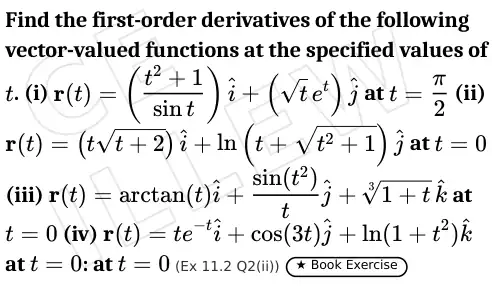 Find the first-order derivatives of the following
vector-valued functions at the specified values of
t. (i) r(t) = ( (t² + 1) / (sin t) ) î + (√t eᵗ) ĵ at t = π/2 (ii)
r(t) = (t√(t + 2)) î + ln (t + √(t² + 1)) ĵ at t = 0
(iii) r(t) = arctan(t)î + sin(t²)/t ĵ + ∛(1 + t) k̂ at
t = 0 (iv) r(t) = te⁻ᵗî + cos(3t)ĵ + ln(1 + t²)k̂
at t = 0: at t = 0 (Ex 11.2 Q2(ii)) ★ Book Exercise